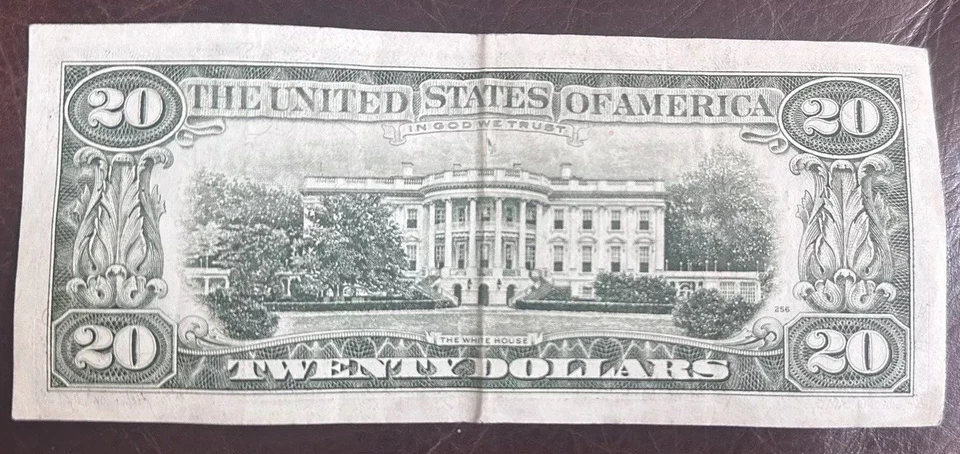 20 THE UNITED STATES OF AMERICA 20
IN GOD WE TRUST
256
THE WHITE HOUSE
20 TWENTY DOLLARS 20